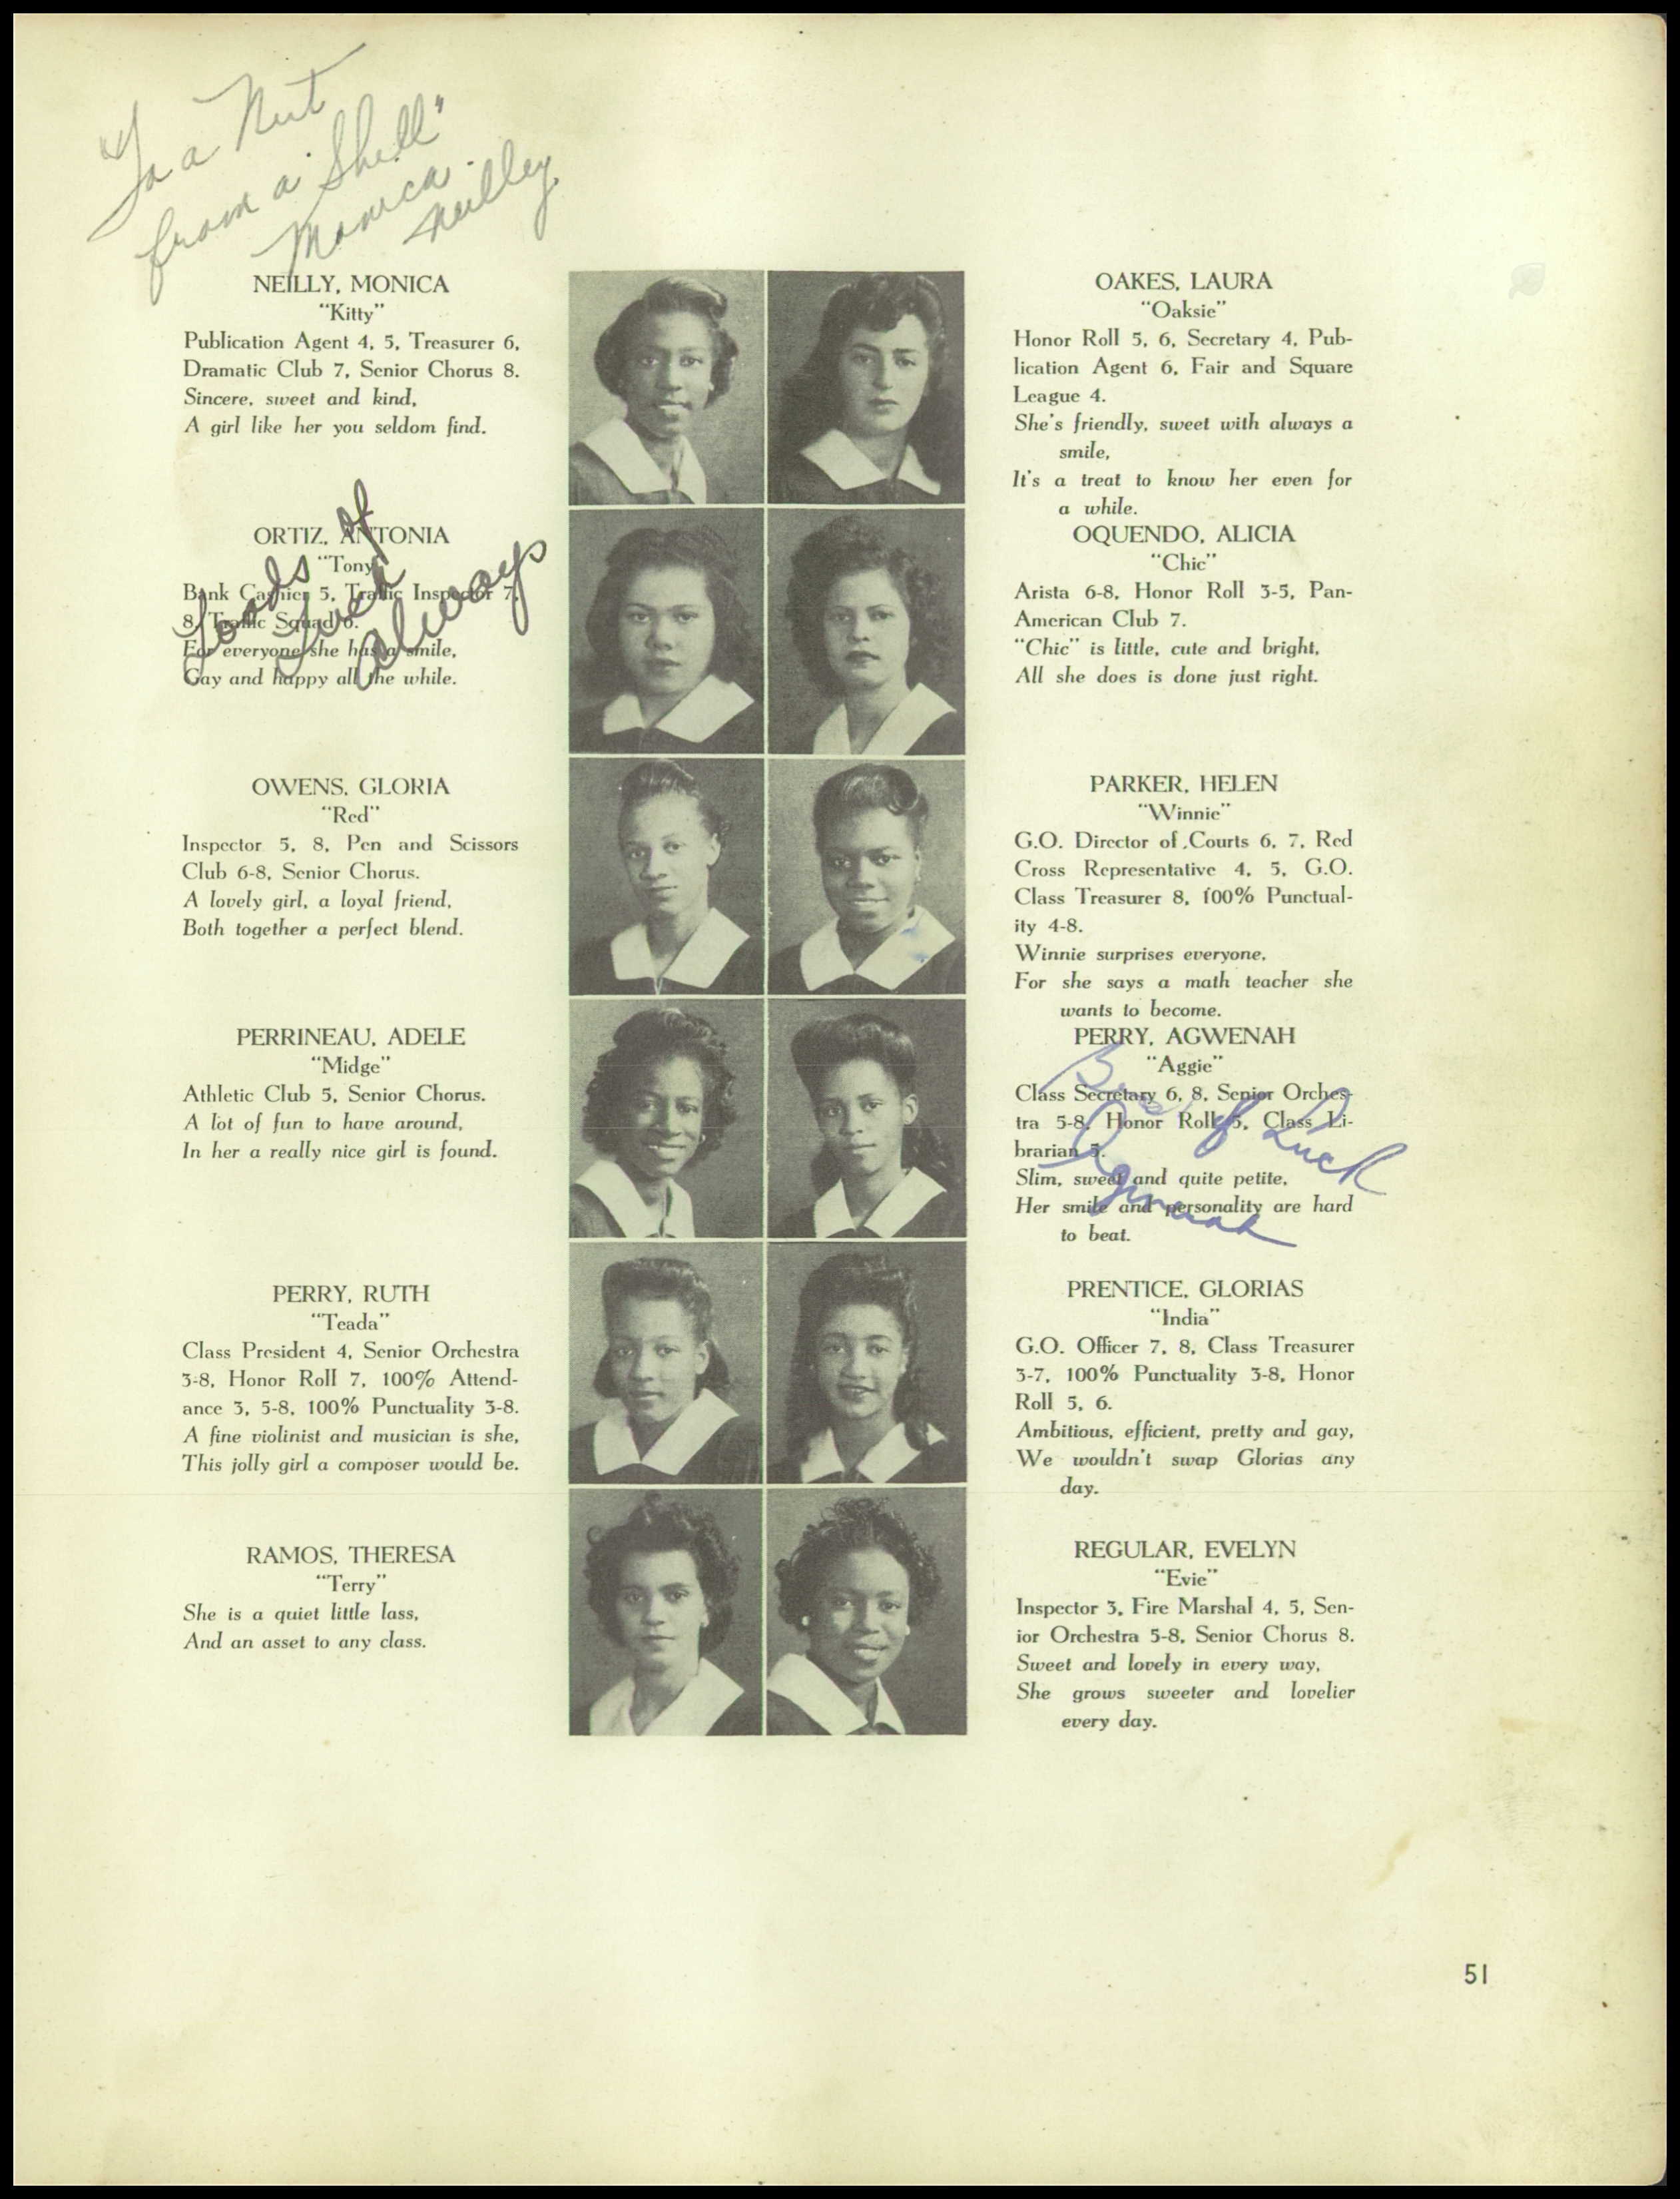 "To a Nut
from a Shell"
Monica
Neilley
NEILLY, MONICA
"Kitty"
Publication Agent 4, 5, Treasurer 6,
Dramatic Club 7, Senior Chorus 8.
Sincere, sweet and kind,
A girl like her you seldom find.
ORTIZ, ANTONIA
"Tony"
Bank Cashier 5, Traffic Inspector 7,
8, Traffic Squad 6.
For everyone she has a smile,
Gay and happy all the while.
Loads of
Luck
Always
OWENS, GLORIA
"Red"
Inspector 5, 8, Pen and Scissors
Club 6-8, Senior Chorus.
A lovely girl, a loyal friend,
Both together a perfect blend.
PERRINEAU, ADELE
"Midge"
Athletic Club 5, Senior Chorus.
A lot of fun to have around,
In her a really nice girl is found.
PERRY, RUTH
"Teada"
Class President 4, Senior Orchestra
3-8, Honor Roll 7, 100% Attend-
ance 3, 5-8, 100% Punctuality 3-8.
A fine violinist and musician is she,
This jolly girl a composer would be.
RAMOS, THERESA
"Terry"
She is a quiet little lass,
And an asset to any class.
OAKES, LAURA
"Oaksie"
Honor Roll 5, 6, Secretary 4, Pub-
lication Agent 6, Fair and Square
League 4.
She's friendly, sweet with always a
smile,
It's a treat to know her even for
a while.
OQUENDO, ALICIA
"Chic"
Arista 6-8, Honor Roll 3-5, Pan-
American Club 7.
"Chic" is little, cute and bright,
All she does is done just right.
PARKER, HELEN
"Winnie"
G.O. Director of Courts 6, 7, Red
Cross Representative 4, 5, G.O.
Class Treasurer 8, 100% Punctual-
ity 4-8.
Winnie surprises everyone,
For she says a math teacher she
wants to become.
PERRY, AGWENAH
"Aggie"
Class Secretary 6, 8, Senior Orches-
tra 5-8, Honor Roll 5, Class Li-
brarian 5.
Slim, sweet and quite petite,
Her smile and personality are hard
to beat.
Best of Luck
Agwenah
PRENTICE, GLORIAS
"India"
G.O. Officer 7, 8, Class Treasurer
3-7, 100% Punctuality 3-8, Honor
Roll 5, 6.
Ambitious, efficient, pretty and gay,
We wouldn't swap Glorias any
day.
REGULAR, EVELYN
"Evie"
Inspector 3, Fire Marshal 4, 5, Sen-
ior Orchestra 5-8, Senior Chorus 8.
Sweet and lovely in every way,
She grows sweeter and lovelier
every day.
51